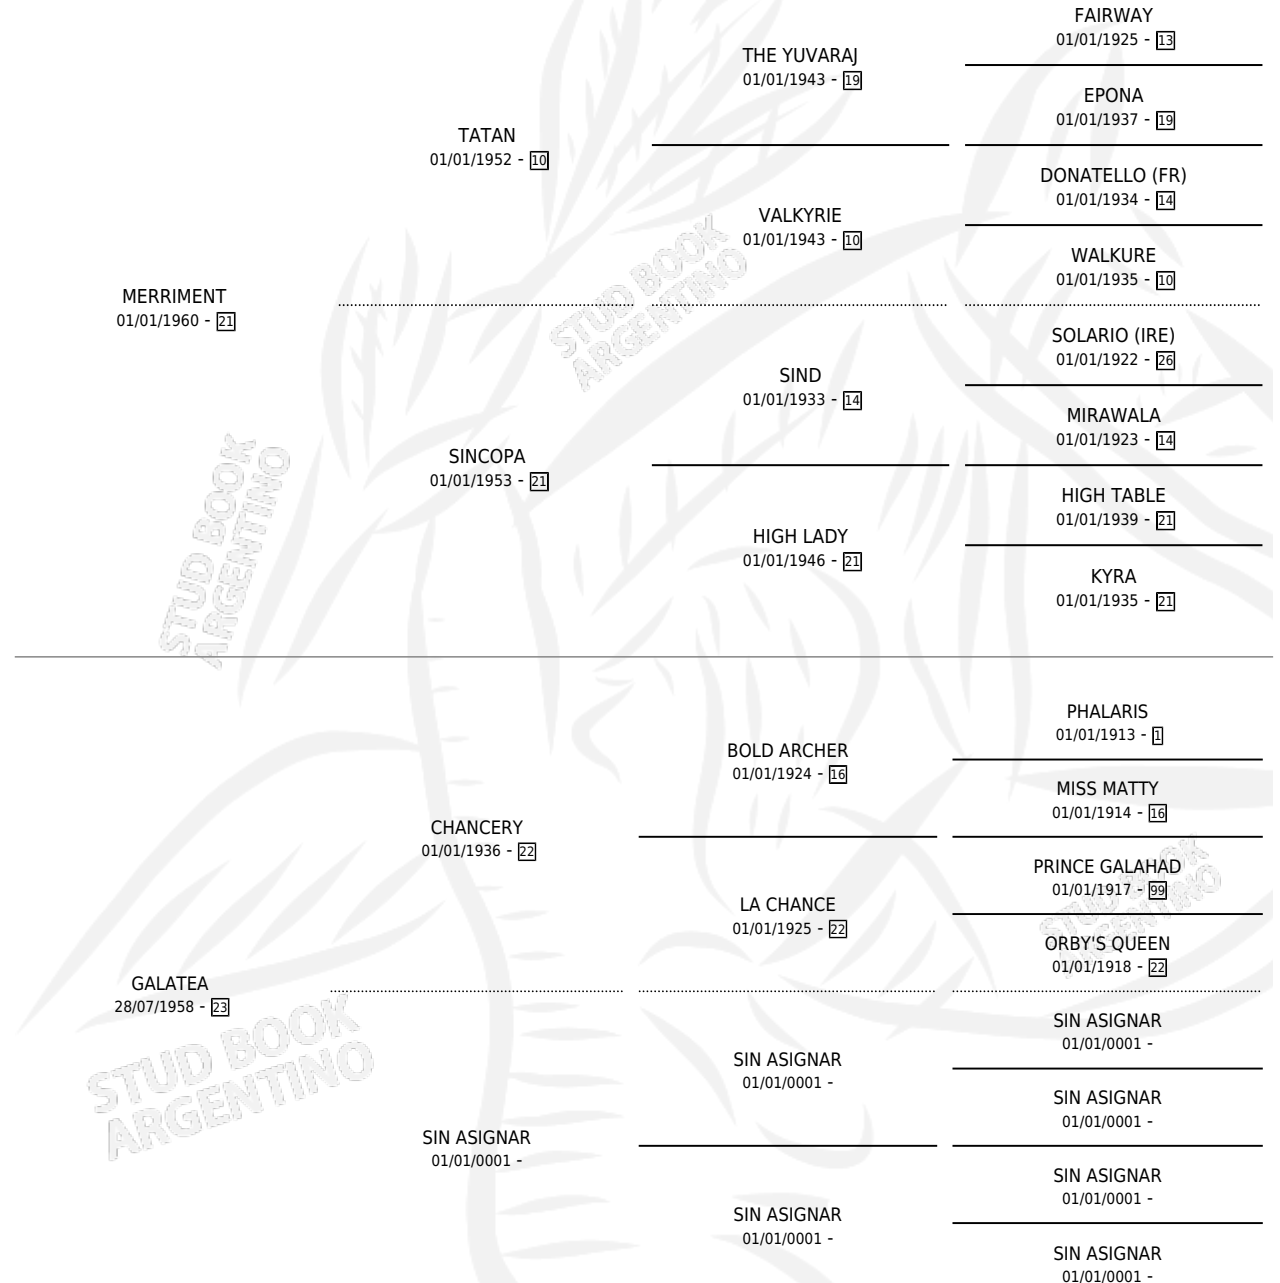 FAIRWAY
01/01/1925 - 13
THE YUVARAJ
01/01/1943 - 19
EPONA
01/01/1937 - 19
TATAN
01/01/1952 - 10
DONATELLO (FR)
01/01/1934 - 14
VALKYRIE
01/01/1943 - 10
WALKURE
01/01/1935 - 10
MERRIMENT
01/01/1960 - 21
SOLARIO (IRE)
01/01/1922 - 26
SIND
01/01/1933 - 14
MIRAWALA
01/01/1923 - 14
SINCOPA
01/01/1953 - 21
HIGH TABLE
01/01/1939 - 21
HIGH LADY
01/01/1946 - 21
KYRA
01/01/1935 - 21
STUD BOOK
ARGENTINO
STUD BOOK
ARGENTINO
PHALARIS
01/01/1913 - 1
BOLD ARCHER
01/01/1924 - 16
MISS MATTY
01/01/1914 - 16
CHANCERY
01/01/1936 - 22
PRINCE GALAHAD
01/01/1917 - 99
LA CHANCE
01/01/1925 - 22
ORBY'S QUEEN
01/01/1918 - 22
STUD BOOK
ARGENTINO
GALATEA
28/07/1958 - 23
SIN ASIGNAR
01/01/0001 -
SIN ASIGNAR
01/01/0001 -
SIN ASIGNAR
01/01/0001 -
SIN ASIGNAR
01/01/0001 -
SIN ASIGNAR
01/01/0001 -
SIN ASIGNAR
01/01/0001 -
SIN ASIGNAR
01/01/0001 -
STUD BOOK
ARGENTINO